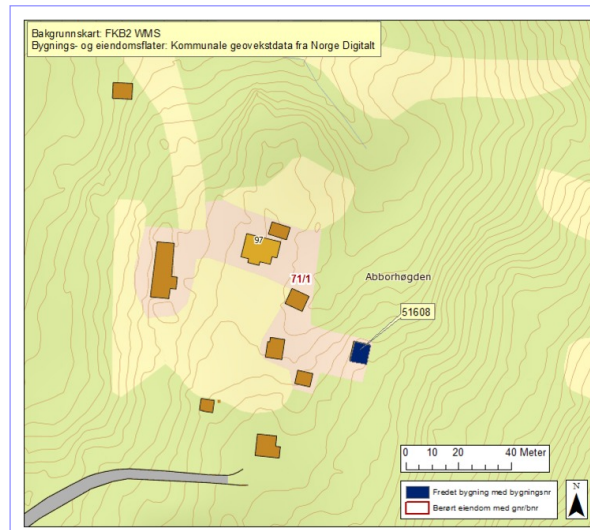 Bakgrunnskart: FKB2 WMS
Bygnings- og eiendomsflater: Kommunale geovekstdata fra Norge Digitalt
97
71/1
Abborhøgden
51608
0 10 20 40 Meter
Fredet bygning med bygningsnr
Berørt eiendom med gnr/bnr
N